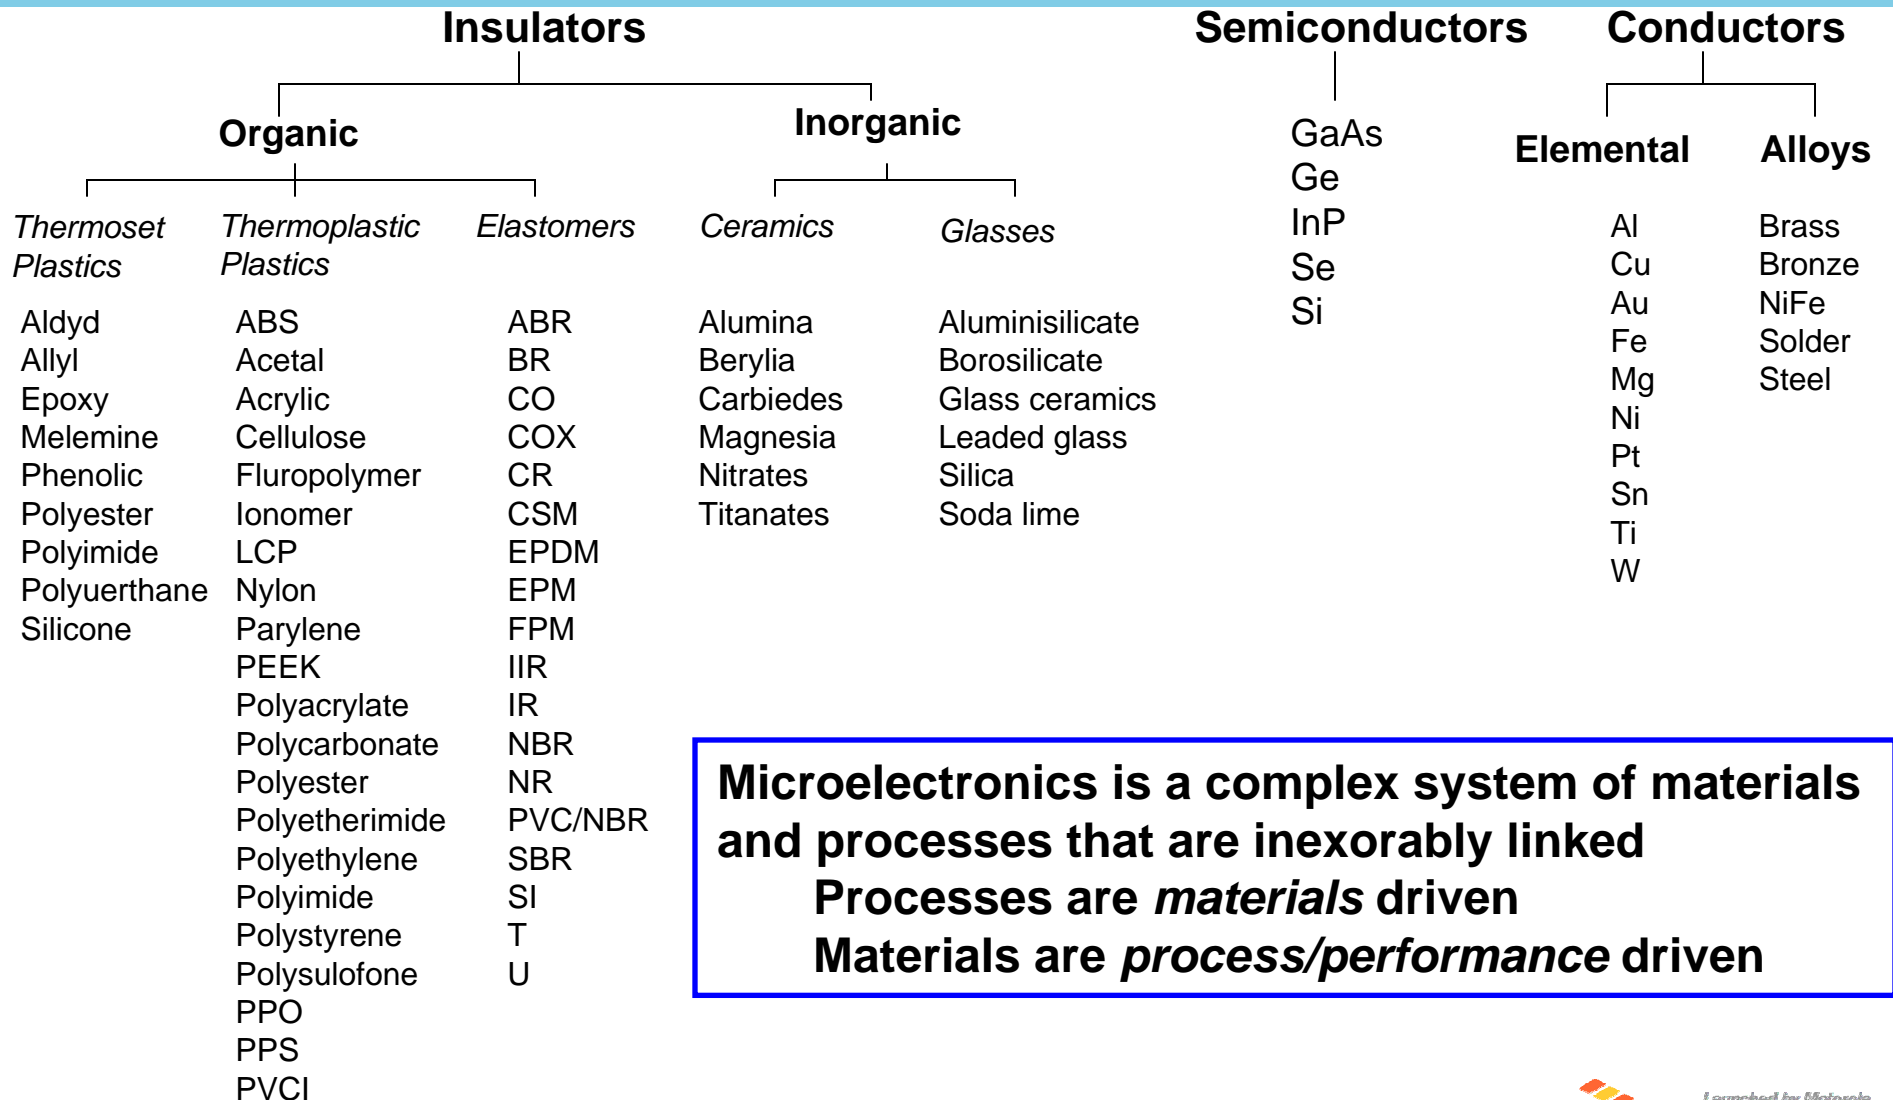 Insulators
Semiconductors
Conductors
Organic
Inorganic
Elemental
Alloys
Thermoset
Plastics
Aldyd
Allyl
Epoxy
Melemine
Phenolic
Polyester
Polyimide
Polyuerthane
Silicone
Thermoplastic
Plastics
ABS
Acetal
Acrylic
Cellulose
Fluropolymer
Ionomer
LCP
Nylon
Parylene
PEEK
Polyacrylate
Polycarbonate
Polyester
Polyetherimide
Polyethylene
Polyimide
Polystyrene
Polysulofone
PPO
PPS
PVCI
Elastomers
ABR
BR
CO
COX
CR
CSM
EPDM
EPM
FPM
IIR
IR
NBR
NR
PVC/NBR
SBR
SI
T
U
Ceramics
Alumina
Berylia
Carbiedes
Magnesia
Nitrates
Titanates
Glasses
Aluminisilicate
Borosilicate
Glass ceramics
Leaded glass
Silica
Soda lime
GaAs
Ge
InP
Se
Si
Al
Cu
Au
Fe
Mg
Ni
Pt
Sn
Ti
W
Brass
Bronze
NiFe
Solder
Steel
Microelectronics is a complex system of materials
and processes that are inexorably linked
Processes are materials driven
Materials are process/performance driven
Launched by Motorola